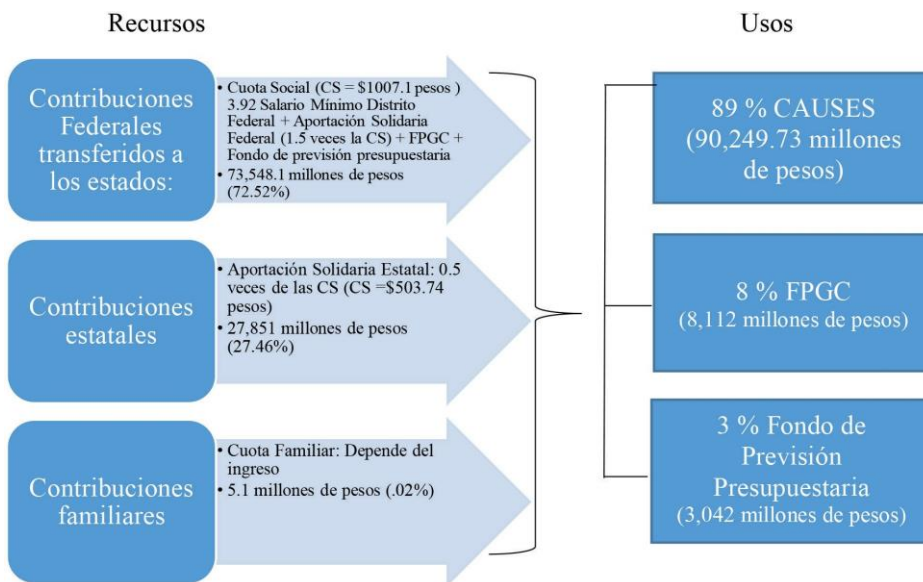 Recursos
Contribuciones
Federales
transferidos a
los estados:
• Cuota Social (CS = $1007.1 pesos )
3.92 Salario Mínimo Distrito
Federal + Aportación Solidaria
Federal (1.5 veces la CS) + FPGC +
Fondo de previsión presupuestaria
• 73,548.1 millones de pesos
(72.52%)
Contribuciones
estatales
• Aportación Solidaria Estatal: 0.5
veces de las CS (CS =$503.74
pesos)
• 27,851 millones de pesos
(27.46%)
Contribuciones
familiares
• Cuota Familiar: Depende del
ingreso
• 5.1 millones de pesos (.02%)
Usos
89 % CAUSES
(90,249.73 millones
de pesos)
8 % FPGC
(8,112 millones de pesos)
3 % Fondo de
Previsión
Presupuestaria
(3,042 millones de pesos)